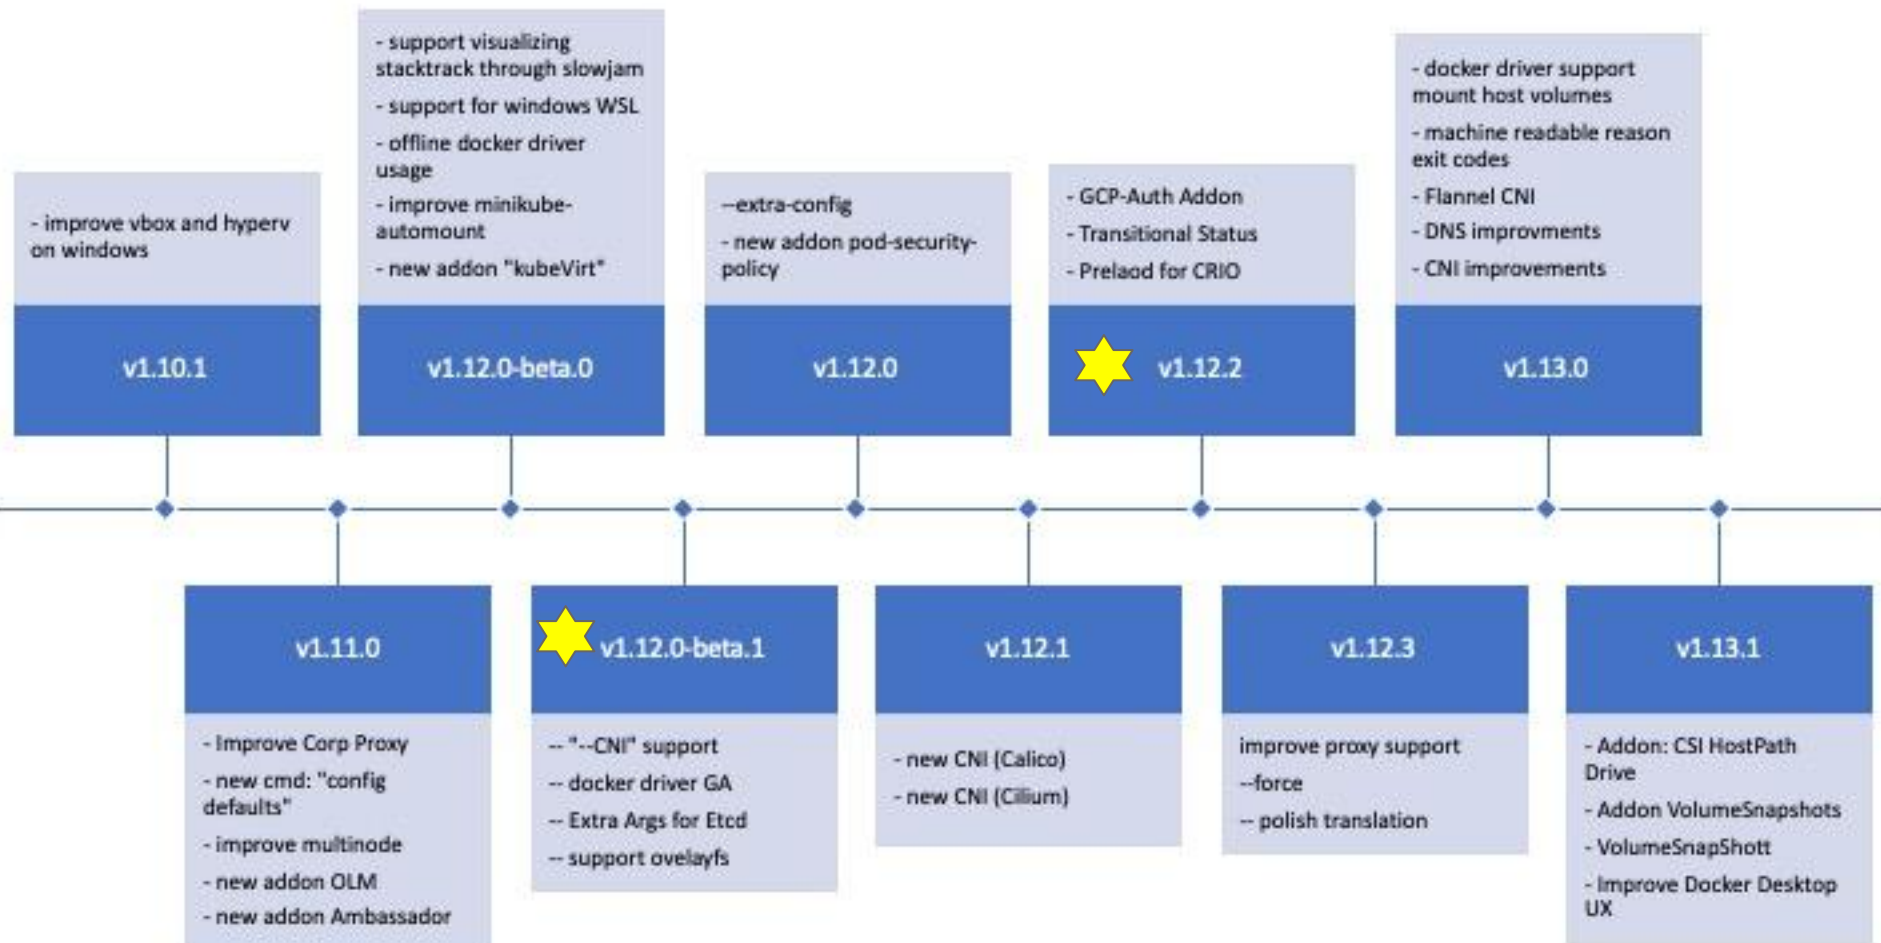 - improve vbox and hyperv
on windows
v1.10.1
- support visualizing
stacktrack through slowjam
- support for windows WSL
- offline docker driver
usage
- improve minikube-
automount
- new addon "kubeVirt"
v1.12.0-beta.0
--extra-config
- new addon pod-security-
policy
v1.12.0
- GCP-Auth Addon
- Transitional Status
- Prelaod for CRIO
v1.12.2
- docker driver support
mount host volumes
- machine readable reason
exit codes
- Flannel CNI
- DNS improvments
- CNI improvements
v1.13.0
v1.11.0
- Improve Corp Proxy
- new cmd: "config
defaults"
- improve multinode
- new addon OLM
- new addon Ambassador
v1.12.0-beta.1
-- "--CNI" support
-- docker driver GA
-- Extra Args for Etcd
-- support ovelayfs
v1.12.1
- new CNI (Calico)
- new CNI (Cilium)
v1.12.3
improve proxy support
--force
-- polish translation
v1.13.1
- Addon: CSI HostPath
Drive
- Addon VolumeSnapshots
- VolumeSnapShott
- Improve Docker Desktop
UX